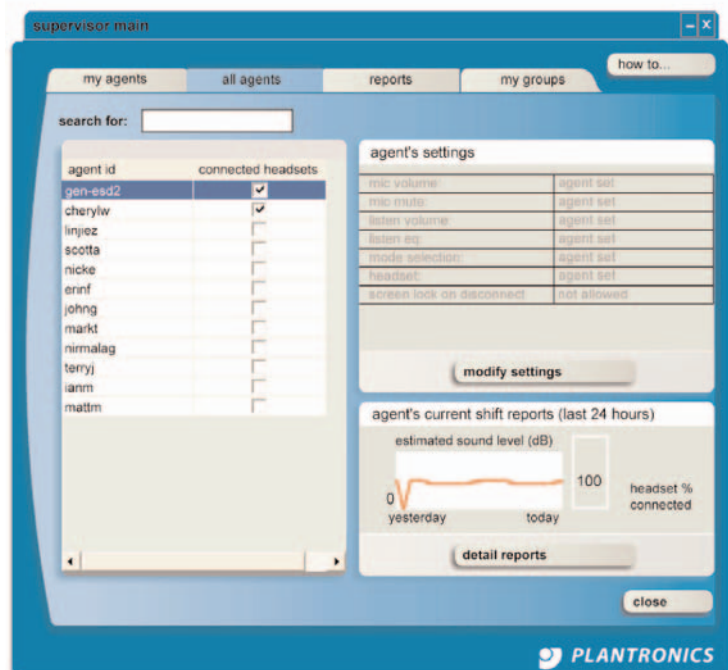 supervisor main
how to...
my agents all agents reports my groups
search for:
agent id connected headsets
gen-esd2
cherylw
linjiez
scotta
nicke
erinf
johng
markt
nirmalag
terryj
ianm
mattm
agent's settings
mic volume: agent set
mic mute: agent set
listen volume: agent set
listen eq: agent set
mode selection: agent set
headset: agent set
screen lock on disconnect not allowed
modify settings
agent's current shift reports (last 24 hours)
estimated sound level (dB)
0
100
headset %
connected
yesterday today
detail reports
close
PLANTRONICS